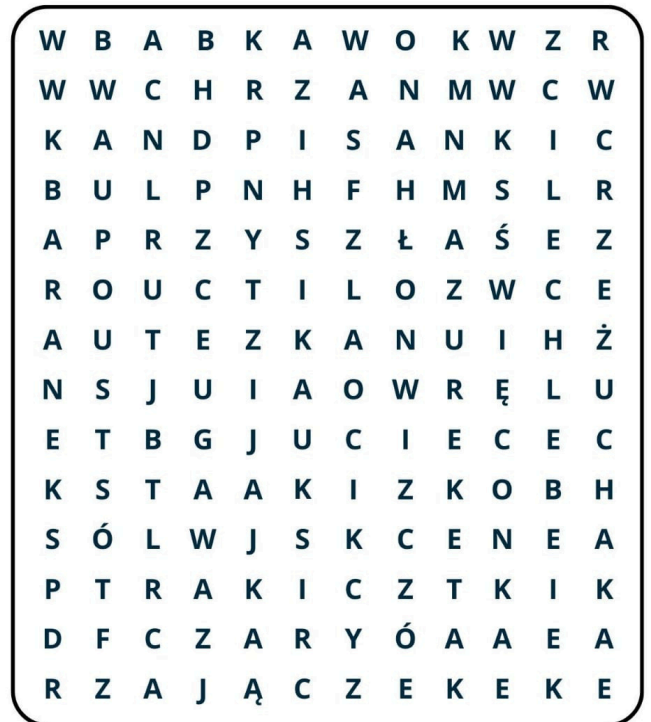 W B A B K A W O K W Z R
W W C H R Z A N M W C W
K A N D P I S A N K I C
B U L P N H F H M S L R
A P R Z Y S Z Ł A Ś E Z
R O U C T I L O Z W C E
A U T E Z K A N U I H Ż
N S J U I A O W R Ę L U
E T B G J U C I E C E C
K S T A A K I Z K O B H
S Ó L W J S K C E N E A
P T R A K I C Z T K I K
D F C Z A R Y Ó A A E A
R Z A J Ą C Z E K E K E